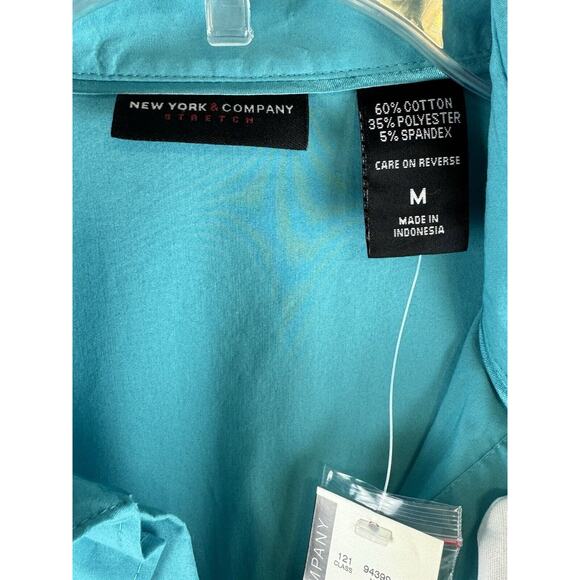 NEW YORK & COMPANY
STRETCH
60% COTTON
35% POLYESTER
5% SPANDEX
CARE ON REVERSE
M
MADE IN
INDONESIA
121
CLASS